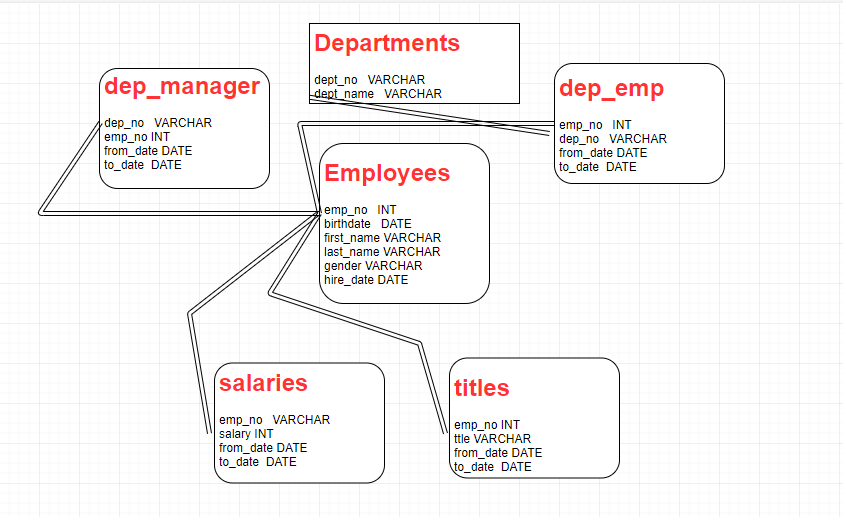 Departments
dept_no VARCHAR
dept_name VARCHAR
dep_manager
dep_no VARCHAR
emp_no INT
from_date DATE
to_date DATE
dep_emp
emp_no INT
dep_no VARCHAR
from_date DATE
to_date DATE
Employees
emp_no INT
birthdate DATE
first_name VARCHAR
last_name VARCHAR
gender VARCHAR
hire_date DATE
salaries
emp_no VARCHAR
salary INT
from_date DATE
to_date DATE
titles
emp_no INT
ttle VARCHAR
from_date DATE
to_date DATE